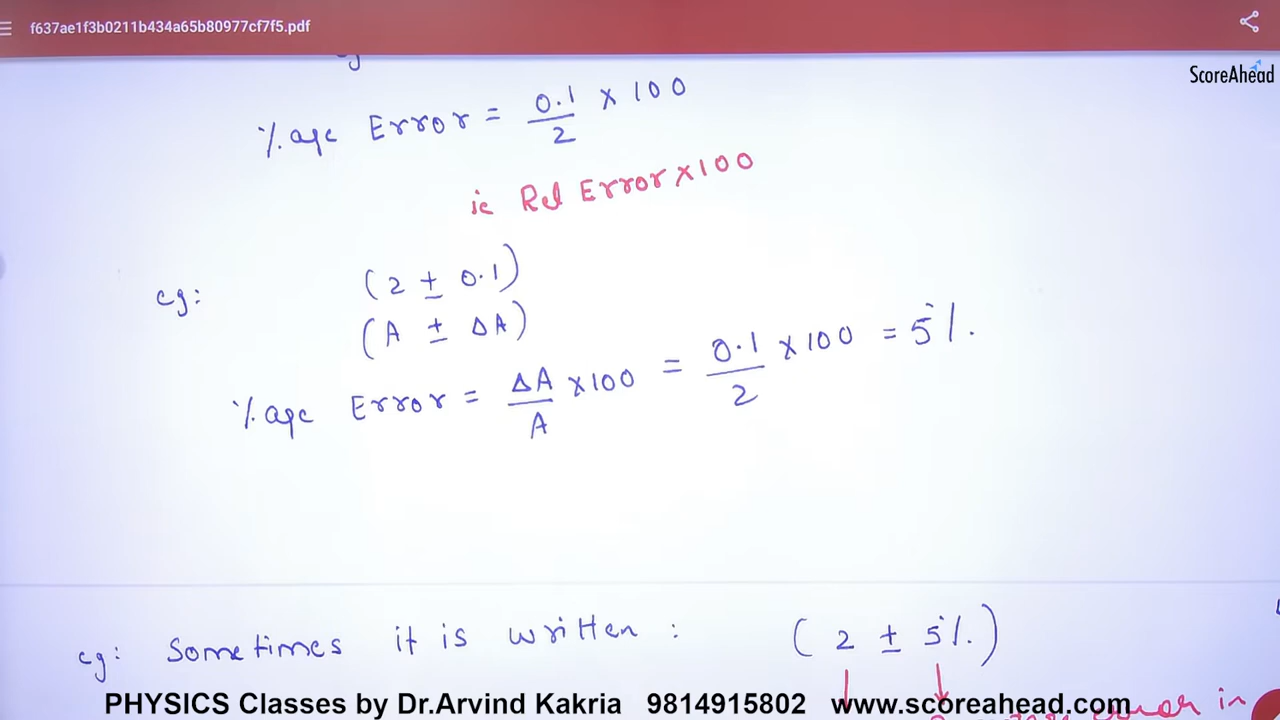 f637ae1f3b0211b434a65b80977cf7f5.pdf
ScoreAhead
%age Error = 0.1/2 × 100
ie Rel Error × 100
eg: (2 ± 0.1)
(A ± ΔA)
%age Error = ΔA/A × 100 = 0.1/2 × 100 = 5%.
eg: Sometimes it is written : (2 ± 5%.)
in
PHYSICS Classes by Dr.Arvind Kakria 9814915802 www.scoreahead.com